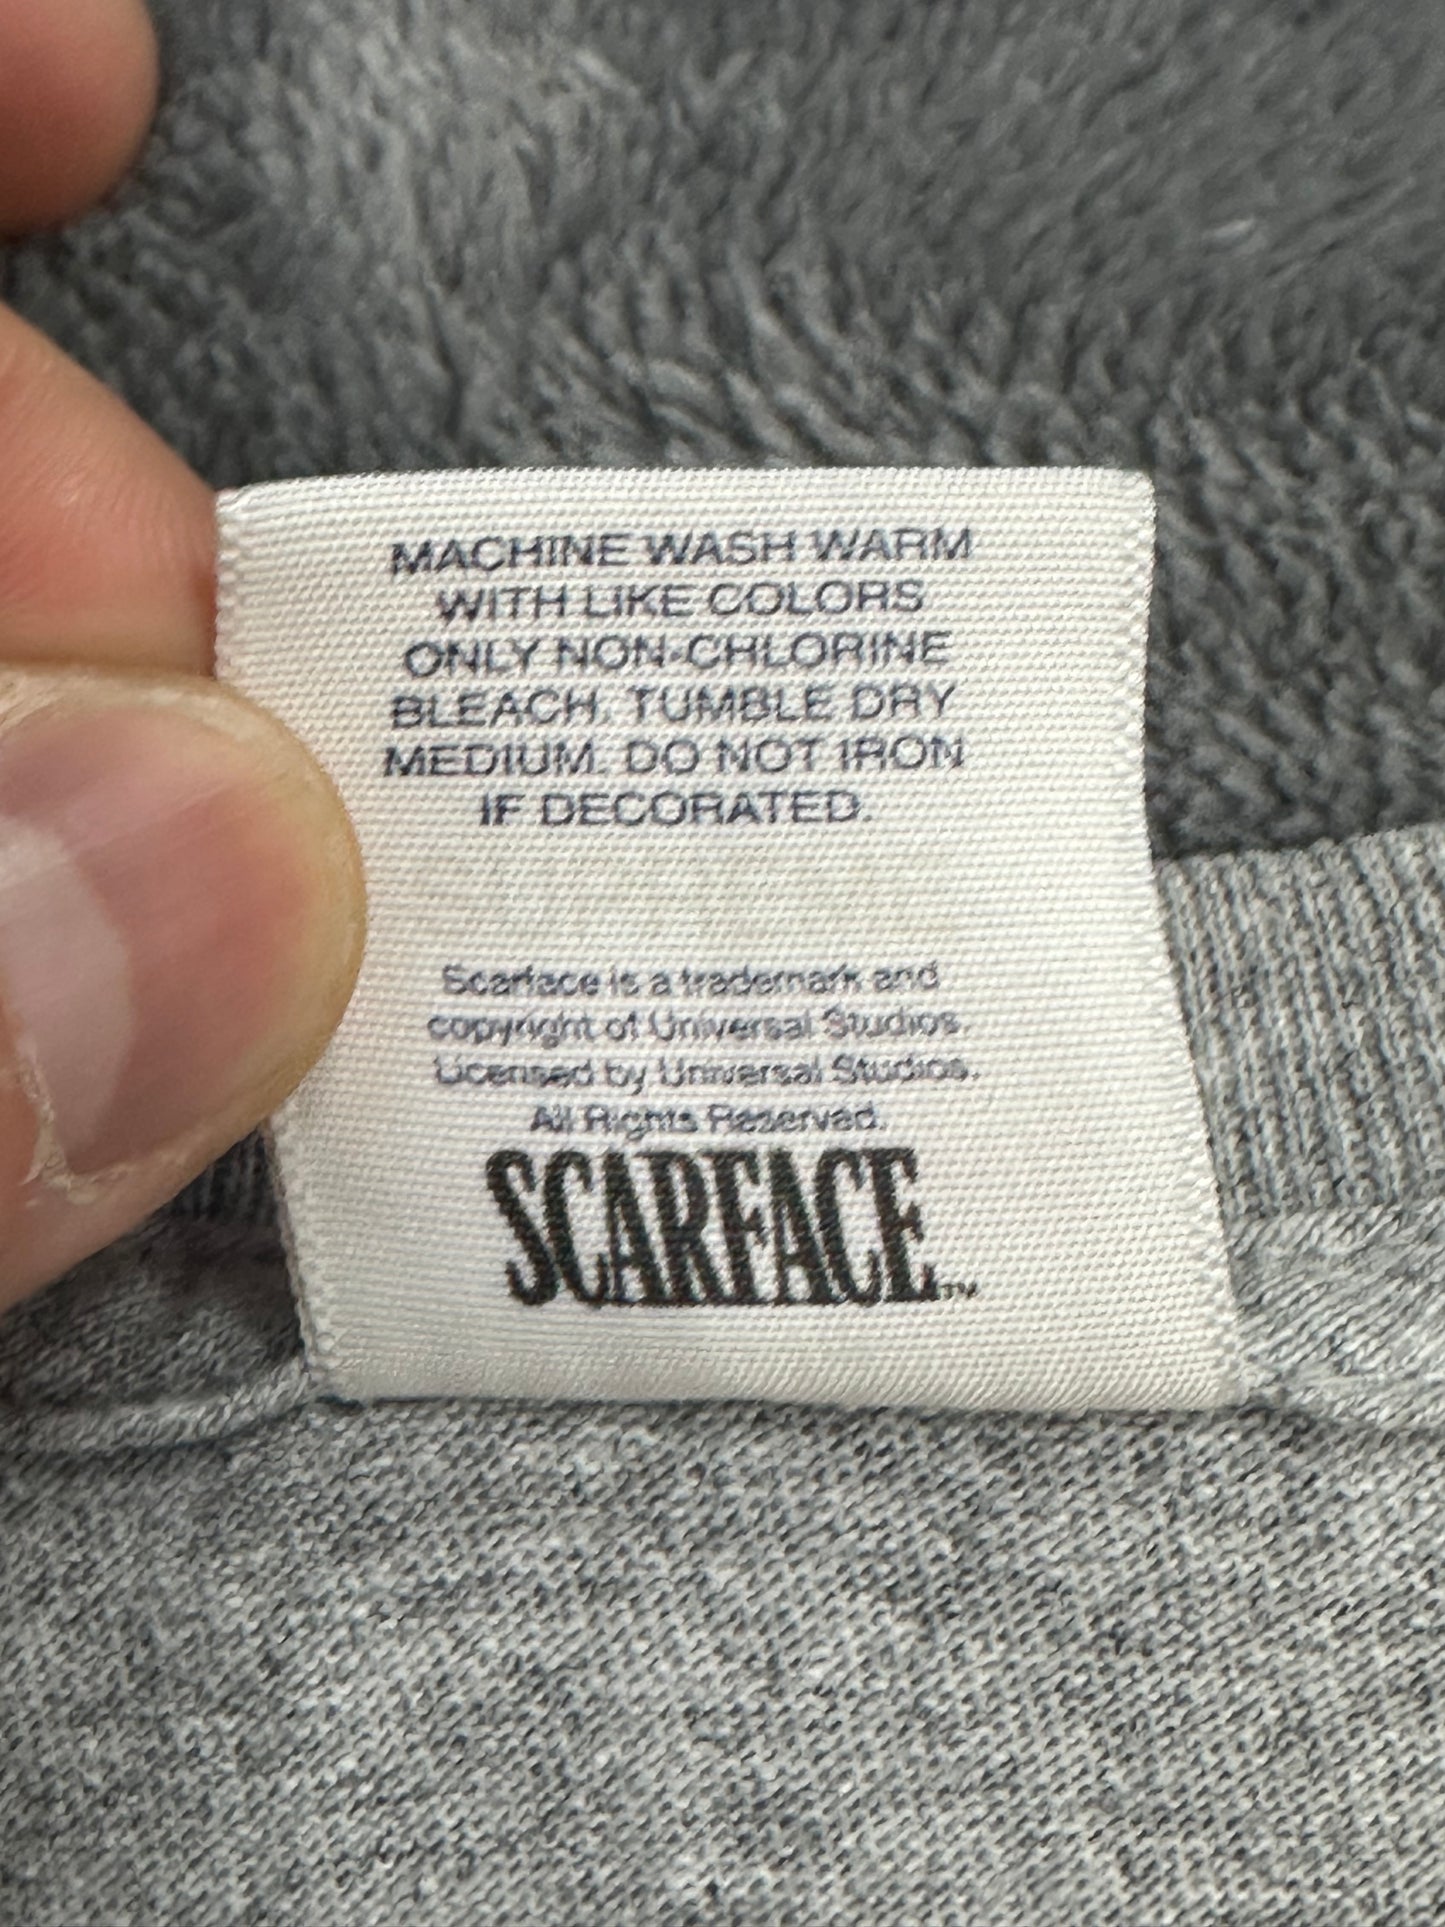 MACHINE WASH WARM
WITH LIKE COLORS
ONLY NON-CHLORINE
BLEACH. TUMBLE DRY
MEDIUM. DO NOT IRON
IF DECORATED.
Scarface is a trademark and
copyright of Universal Studios.
Licensed by Universal Studios.
All Rights Reserved.
SCARFACE™